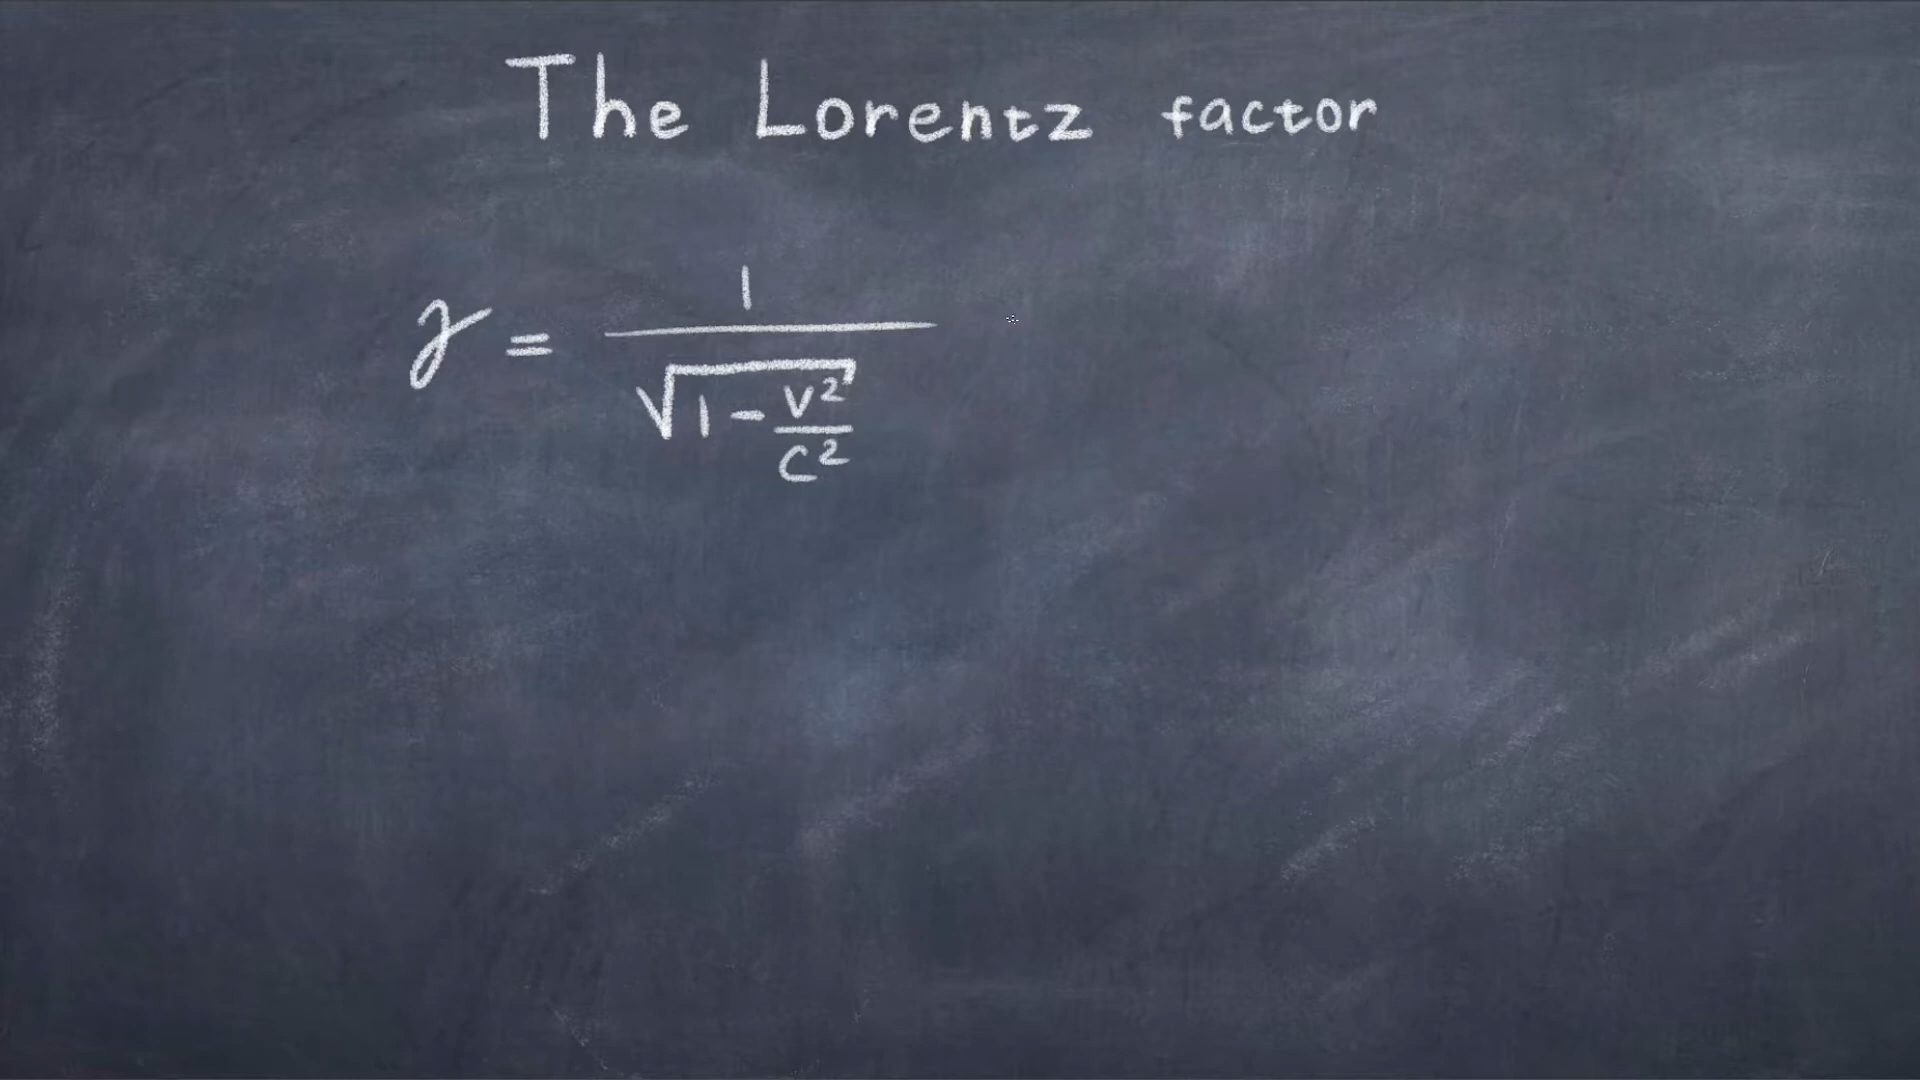 The Lorentz factor
γ = 1 / √(1 - v²/c²)